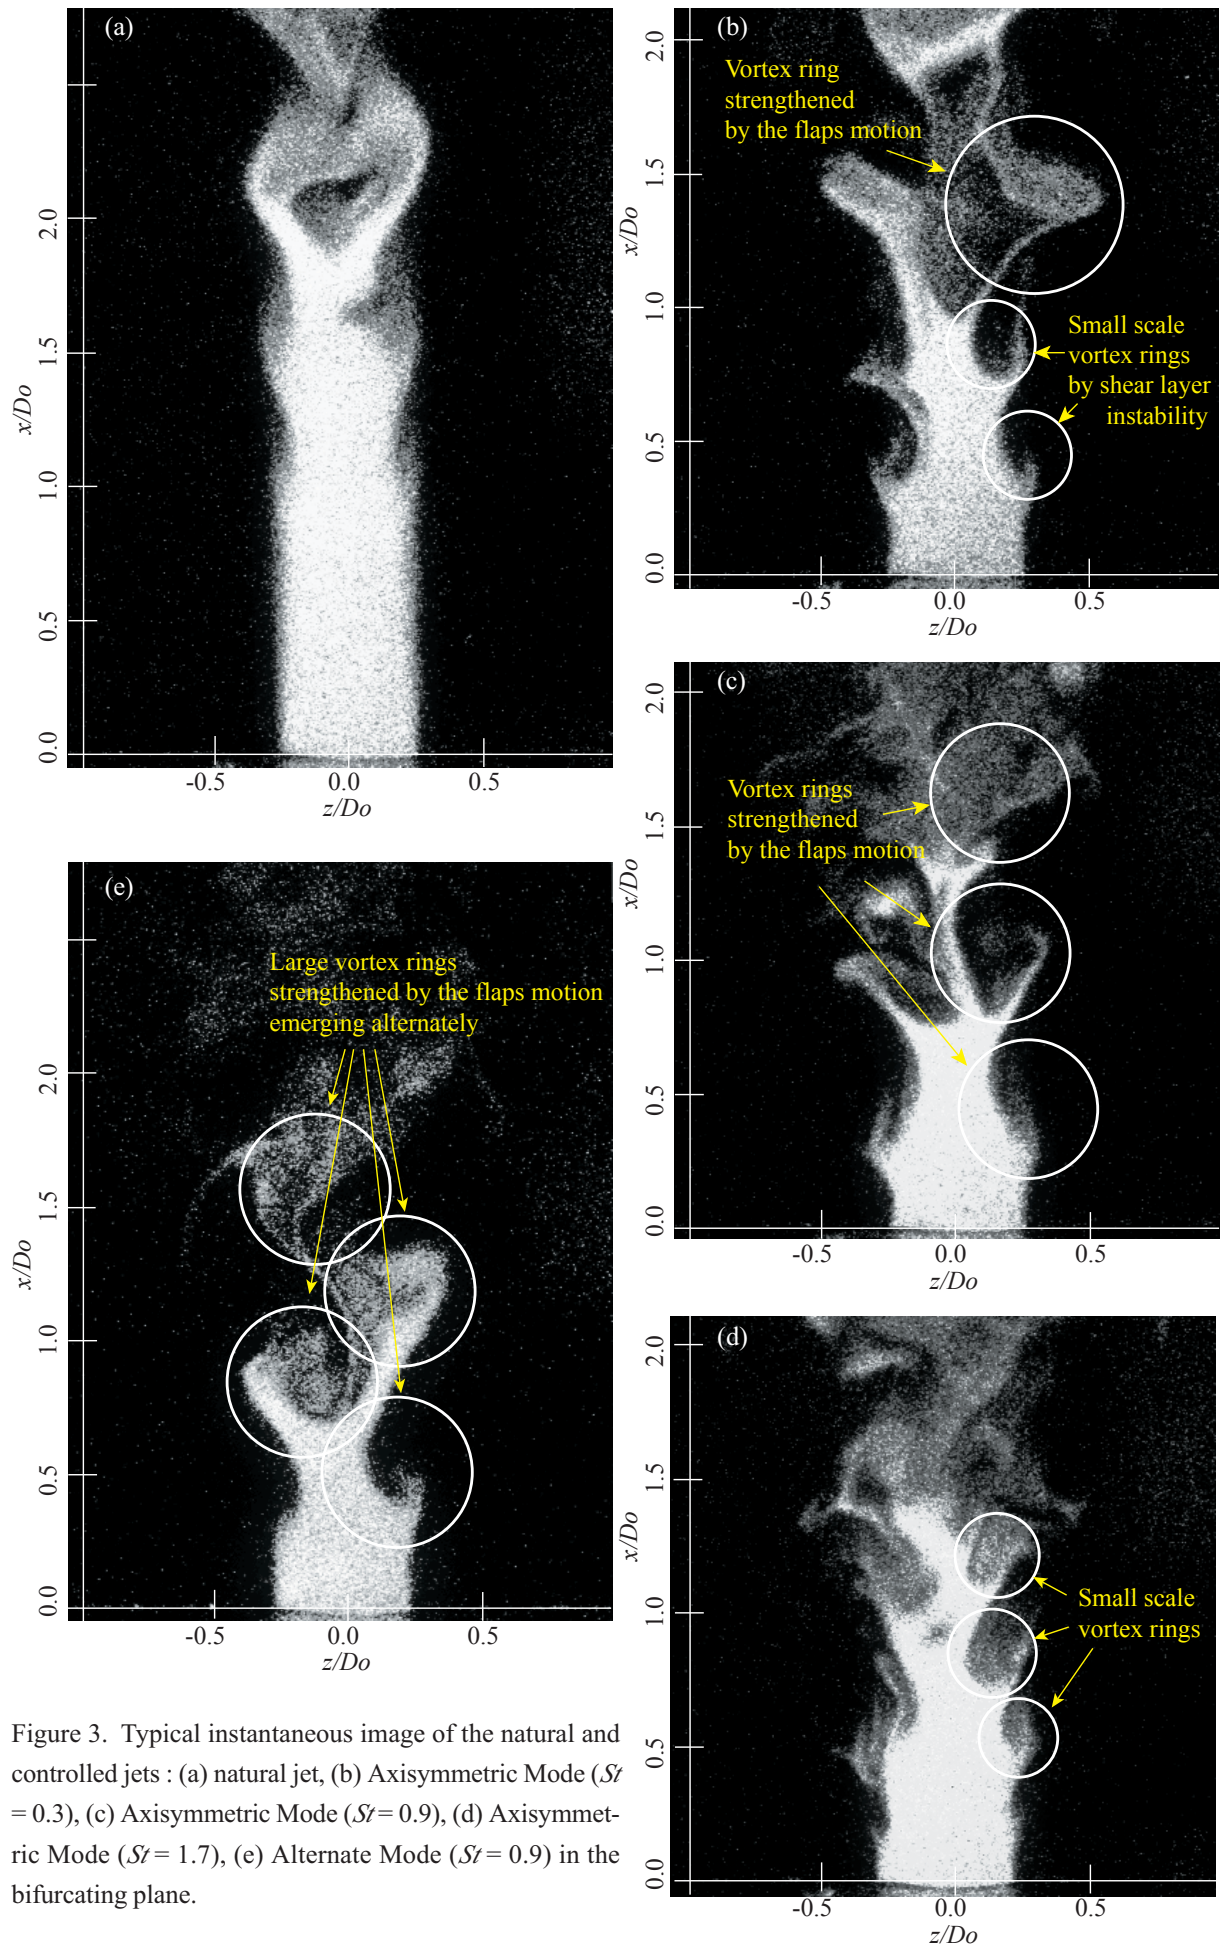 (a)
2.0
1.5
1.0
0.5
0.0
x/Do
-0.5
0.0
0.5
z/Do
(b)
Vortex ring
strengthened
by the flaps motion
Small scale
vortex rings
by shear layer
instability
2.0
1.5
1.0
0.5
0.0
x/Do
-0.5
0.0
0.5
z/Do
(c)
Vortex rings
strengthened
by the flaps motion
2.0
1.5
1.0
0.5
0.0
x/Do
-0.5
0.0
0.5
z/Do
(e)
Large vortex rings
strengthened by the flaps motion
emerging alternately
2.0
1.5
1.0
0.5
0.0
x/Do
-0.5
0.0
0.5
z/Do
(d)
Small scale
vortex rings
2.0
1.5
1.0
0.5
0.0
x/Do
-0.5
0.0
0.5
z/Do
Figure 3. Typical instantaneous image of the natural and
controlled jets : (a) natural jet, (b) Axisymmetric Mode (St
= 0.3), (c) Axisymmetric Mode (St = 0.9), (d) Axisymmet-
ric Mode (St = 1.7), (e) Alternate Mode (St = 0.9) in the
bifurcating plane.